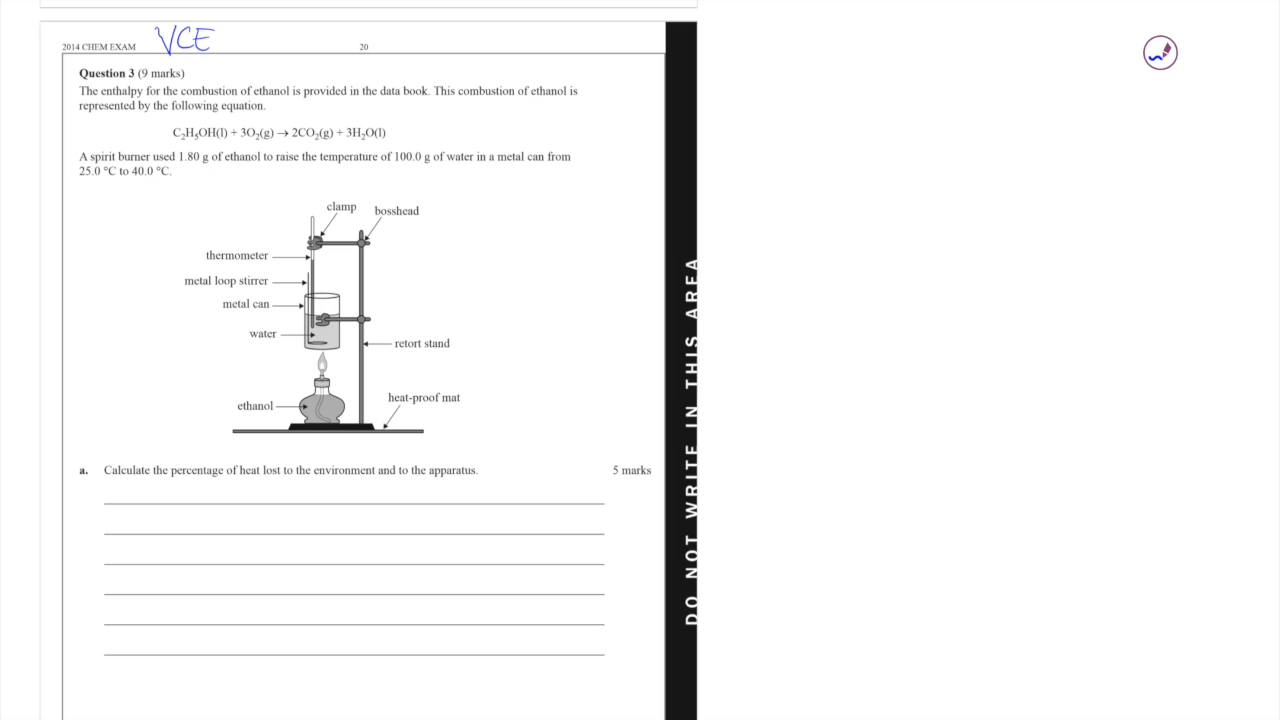 VCE
2014 CHEM EXAM 20
Question 3 (9 marks)
The enthalpy for the combustion of ethanol is provided in the data book. This combustion of ethanol is
represented by the following equation.
C₂H₅OH(l) + 3O₂(g) → 2CO₂(g) + 3H₂O(l)
A spirit burner used 1.80 g of ethanol to raise the temperature of 100.0 g of water in a metal can from
25.0 °C to 40.0 °C.
clamp
bosshead
thermometer
metal loop stirrer
metal can
water
retort stand
heat-proof mat
ethanol
a. Calculate the percentage of heat lost to the environment and to the apparatus. 5 marks
DO NOT WRITE IN THIS AREA